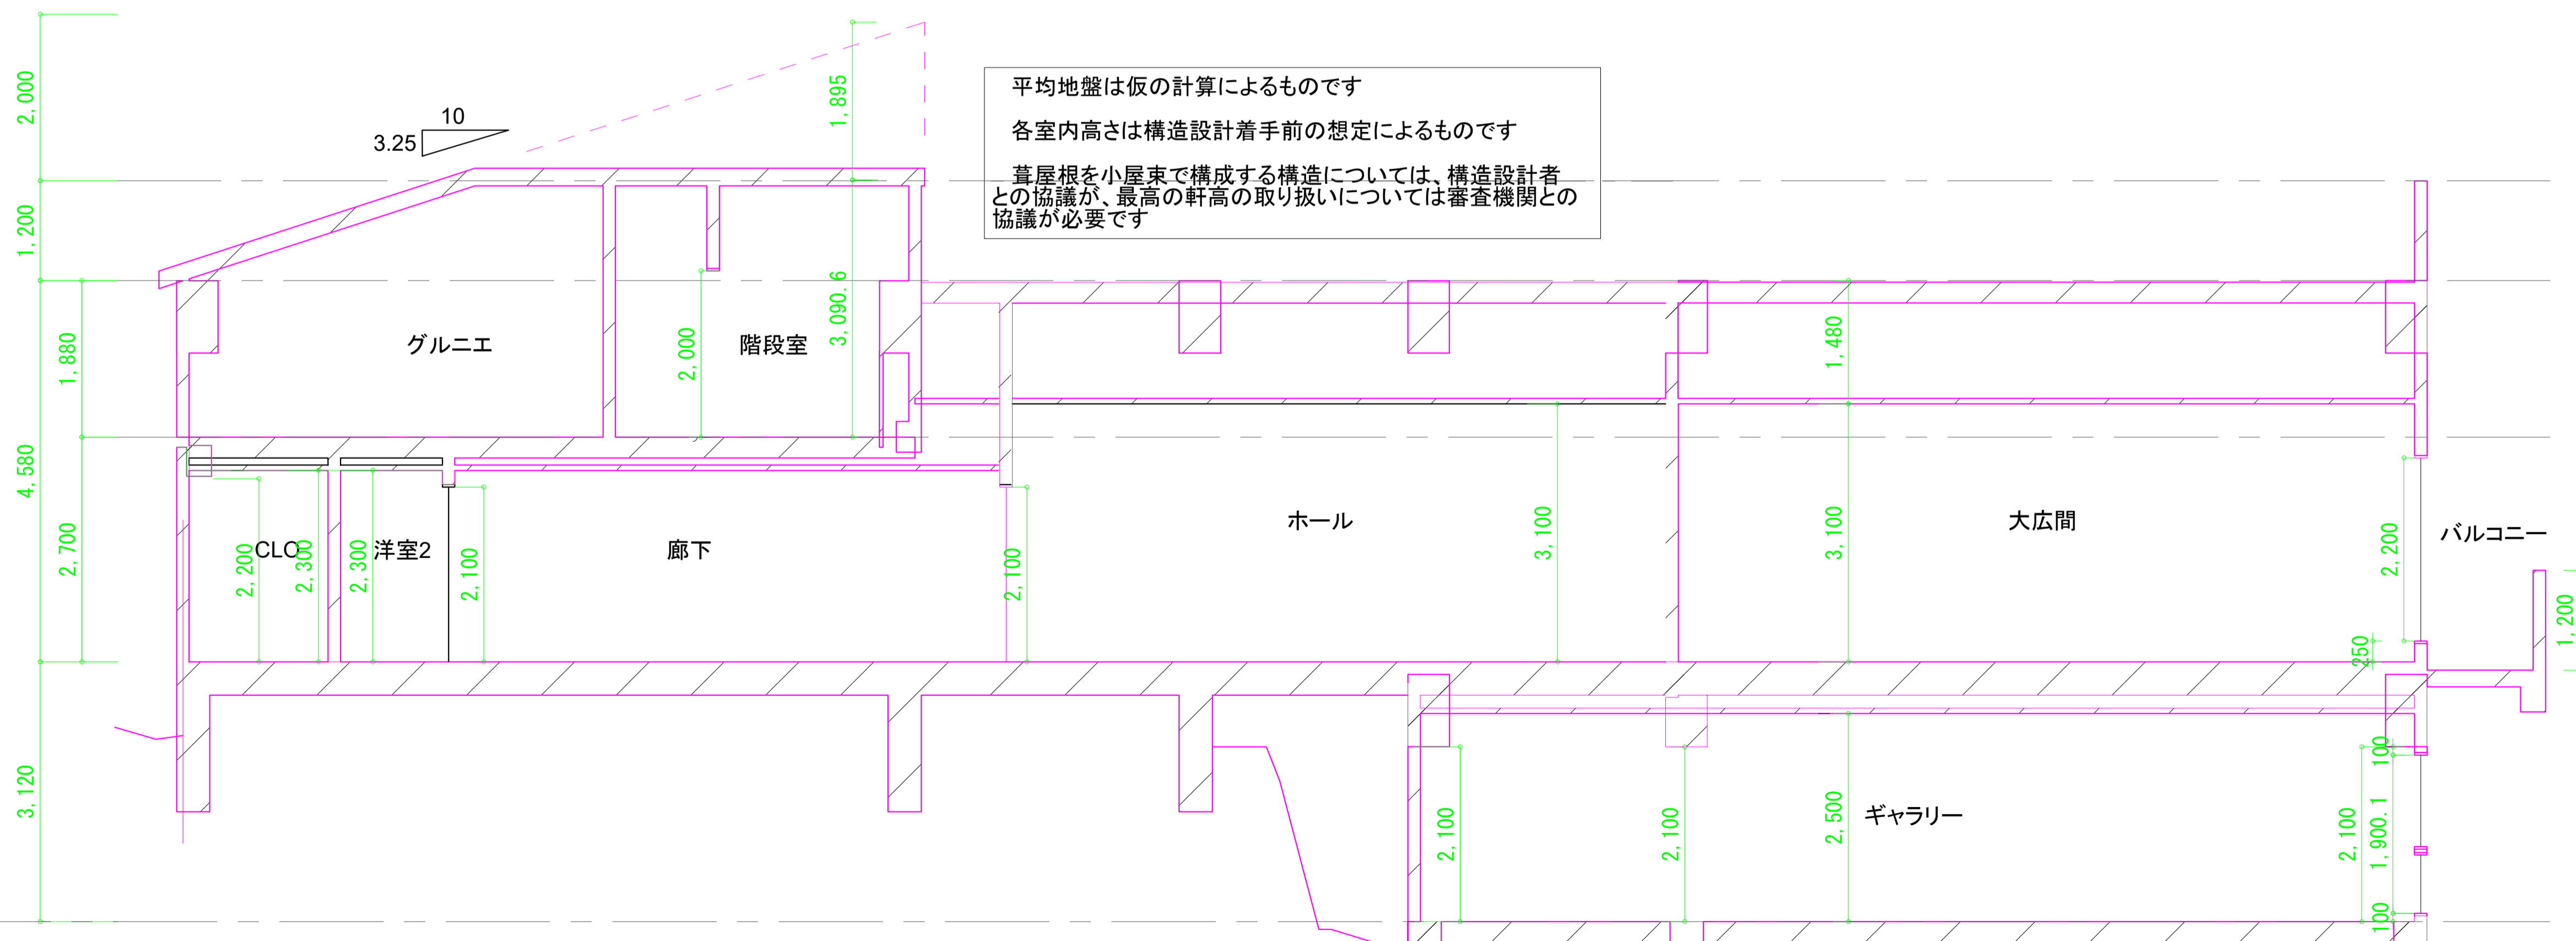 2,000
1,200
4,580
3,120
1,880
2,700
10
3.25
1,895
3,090.6
2,000
平均地盤は仮の計算によるものです
各室内高さは構造設計着手前の想定によるものです
葺屋根を小屋束で構成する構造については、構造設計者
との協議が、最高の軒高の取り扱いについては審査機関との
協議が必要です
グルニエ
階段室
1,480
CLO
洋室2
廊下
ホール
大広間
バルコニー
2,200
2,300
2,300
2,100
2,100
3,100
3,100
2,200
250
1,200
ギャラリー
2,100
2,100
2,500
2,100
100
1,900.1
100